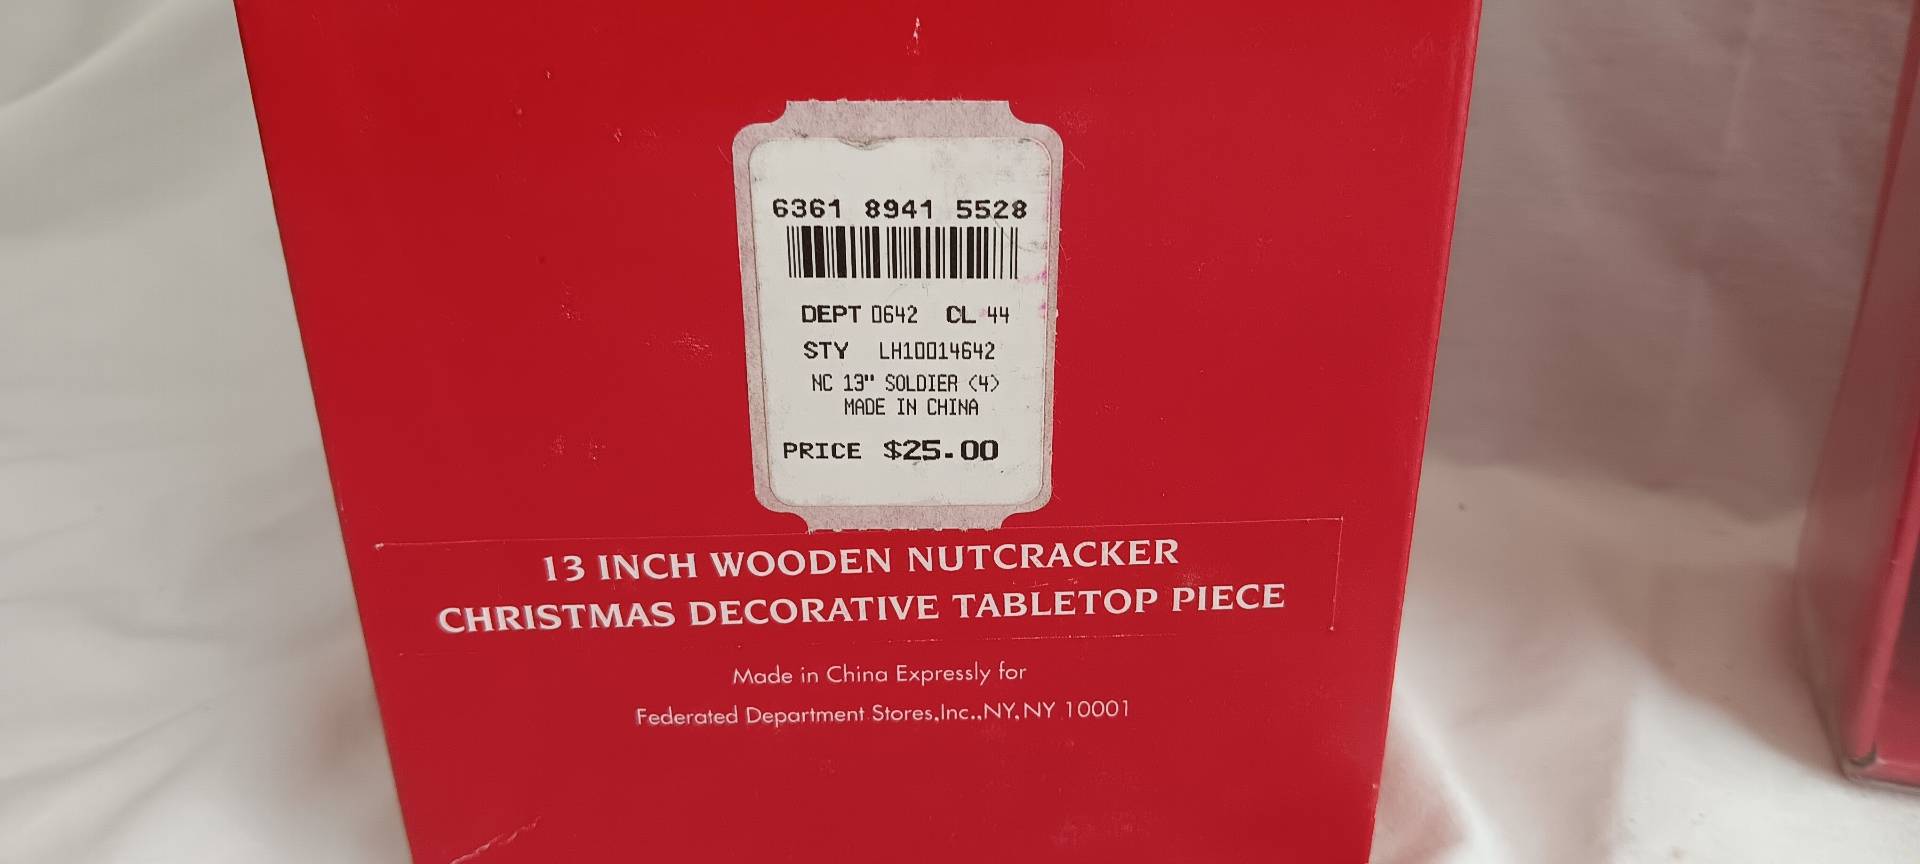 6361 8941 5528
DEPT 0642 CL 44
STY LH10014642
NC 13" SOLDIER <4>
MADE IN CHINA
PRICE $25.00
13 INCH WOODEN NUTCRACKER
CHRISTMAS DECORATIVE TABLETOP PIECE
Made in China Expressly for
Federated Department Stores,Inc.,NY,NY 10001